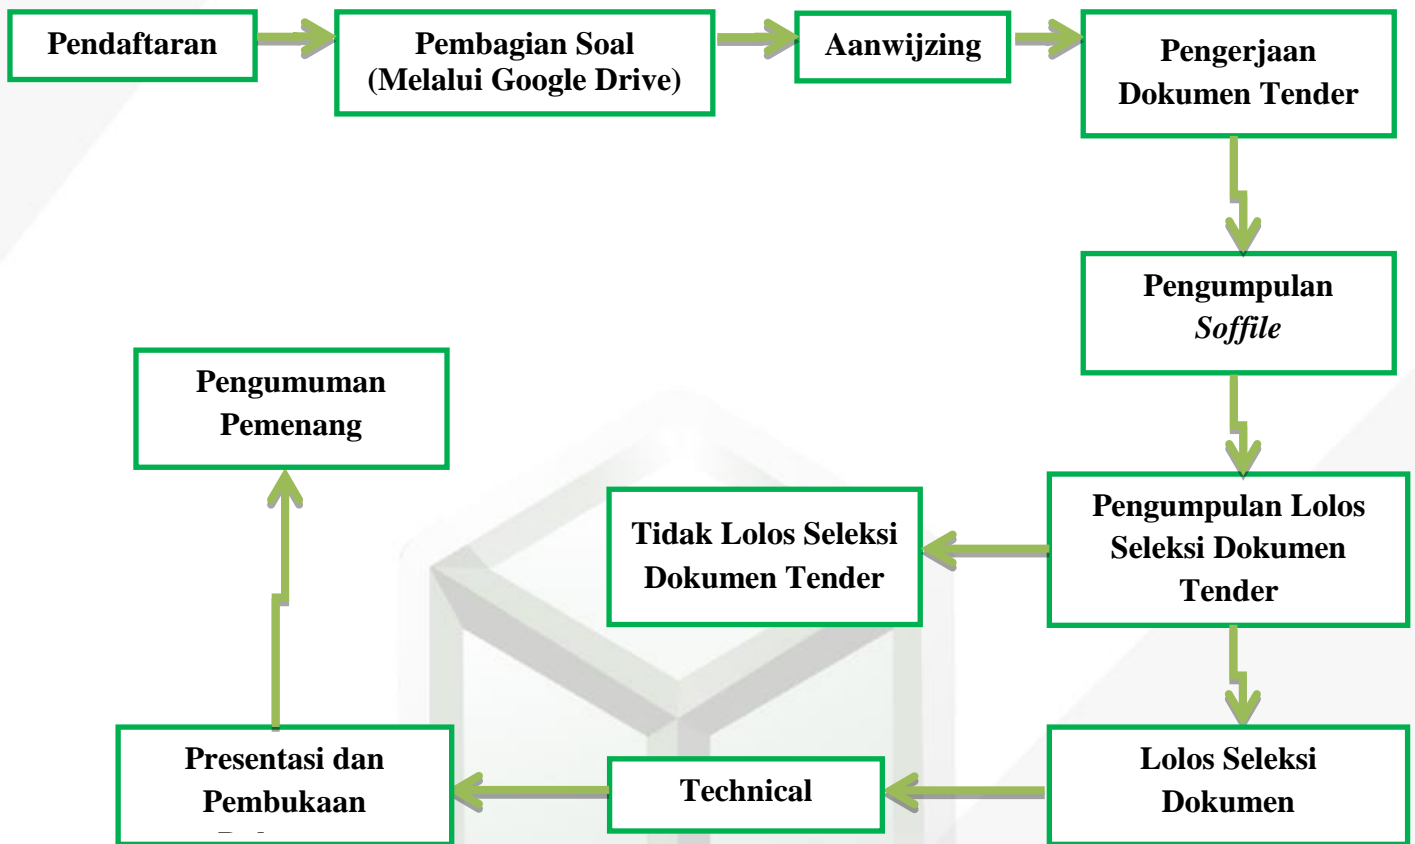 Pendaftaran
Pembagian Soal
(Melalui Google Drive)
Aanwijzing
Pengerjaan
Dokumen Tender
Pengumpulan
Soffile
Pengumpulan Lolos
Seleksi Dokumen
Tender
Tidak Lolos Seleksi
Dokumen Tender
Lolos Seleksi
Dokumen
Technical
Presentasi dan
Pembukaan
Pengumuman
Pemenang